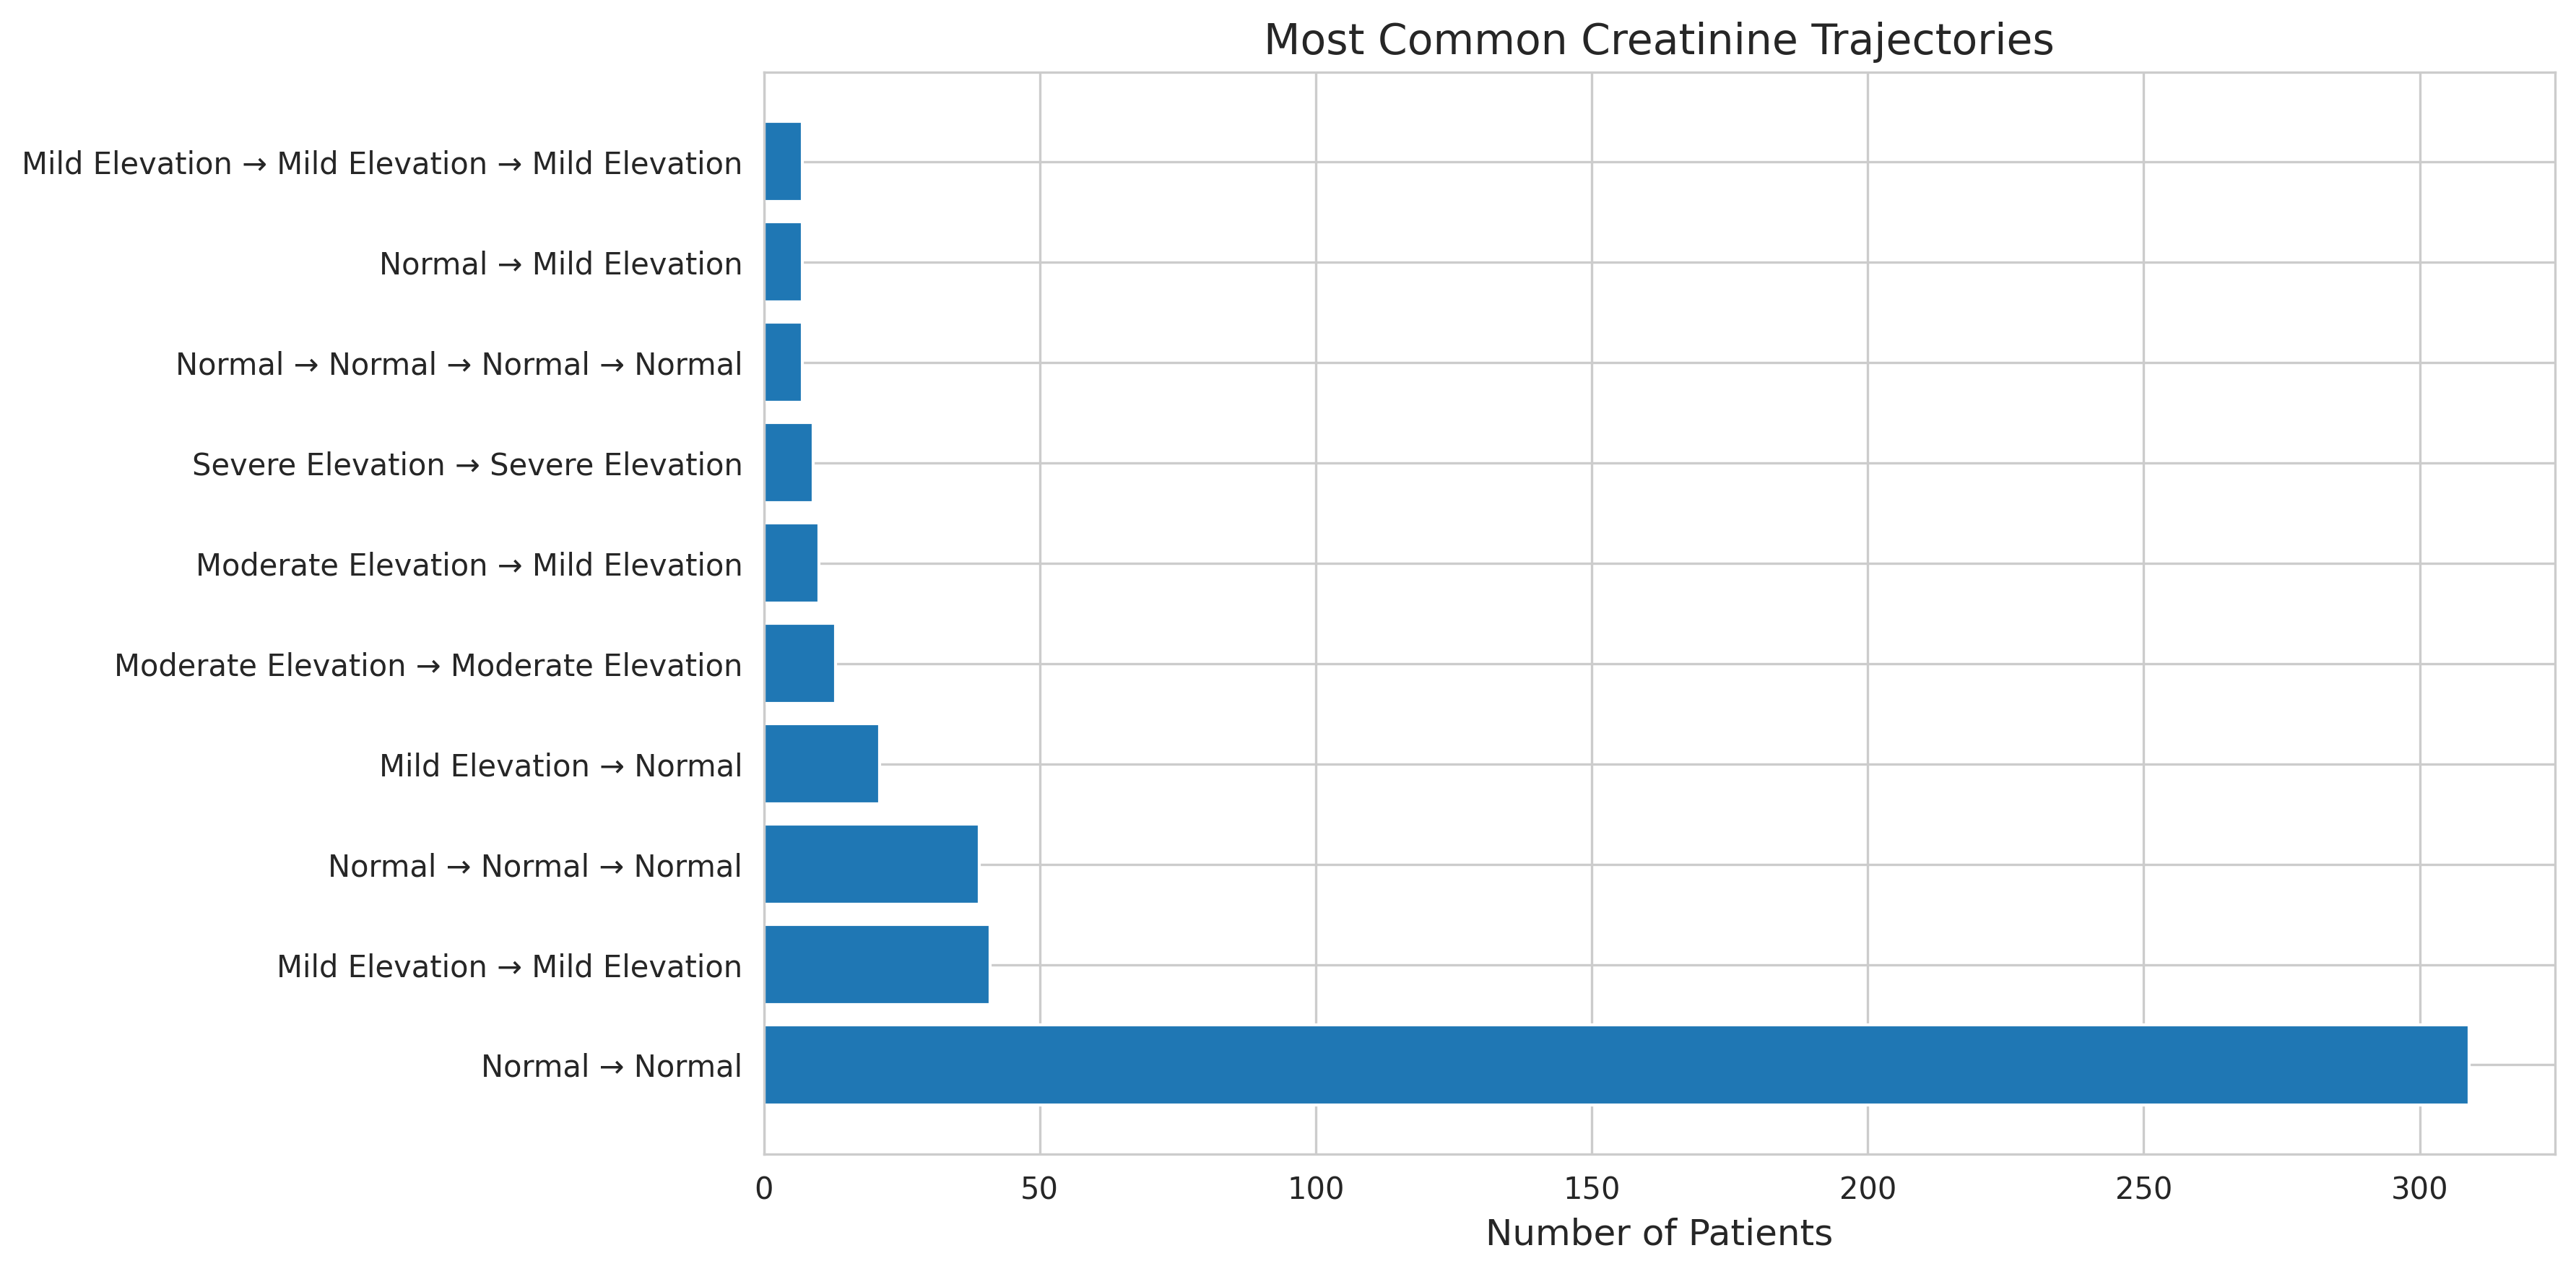 Most Common Creatinine Trajectories
Mild Elevation → Mild Elevation → Mild Elevation
Normal → Mild Elevation
Normal → Normal → Normal → Normal
Severe Elevation → Severe Elevation
Moderate Elevation → Mild Elevation
Moderate Elevation → Moderate Elevation
Mild Elevation → Normal
Normal → Normal → Normal
Mild Elevation → Mild Elevation
Normal → Normal
0 50 100 150 200 250 300
Number of Patients